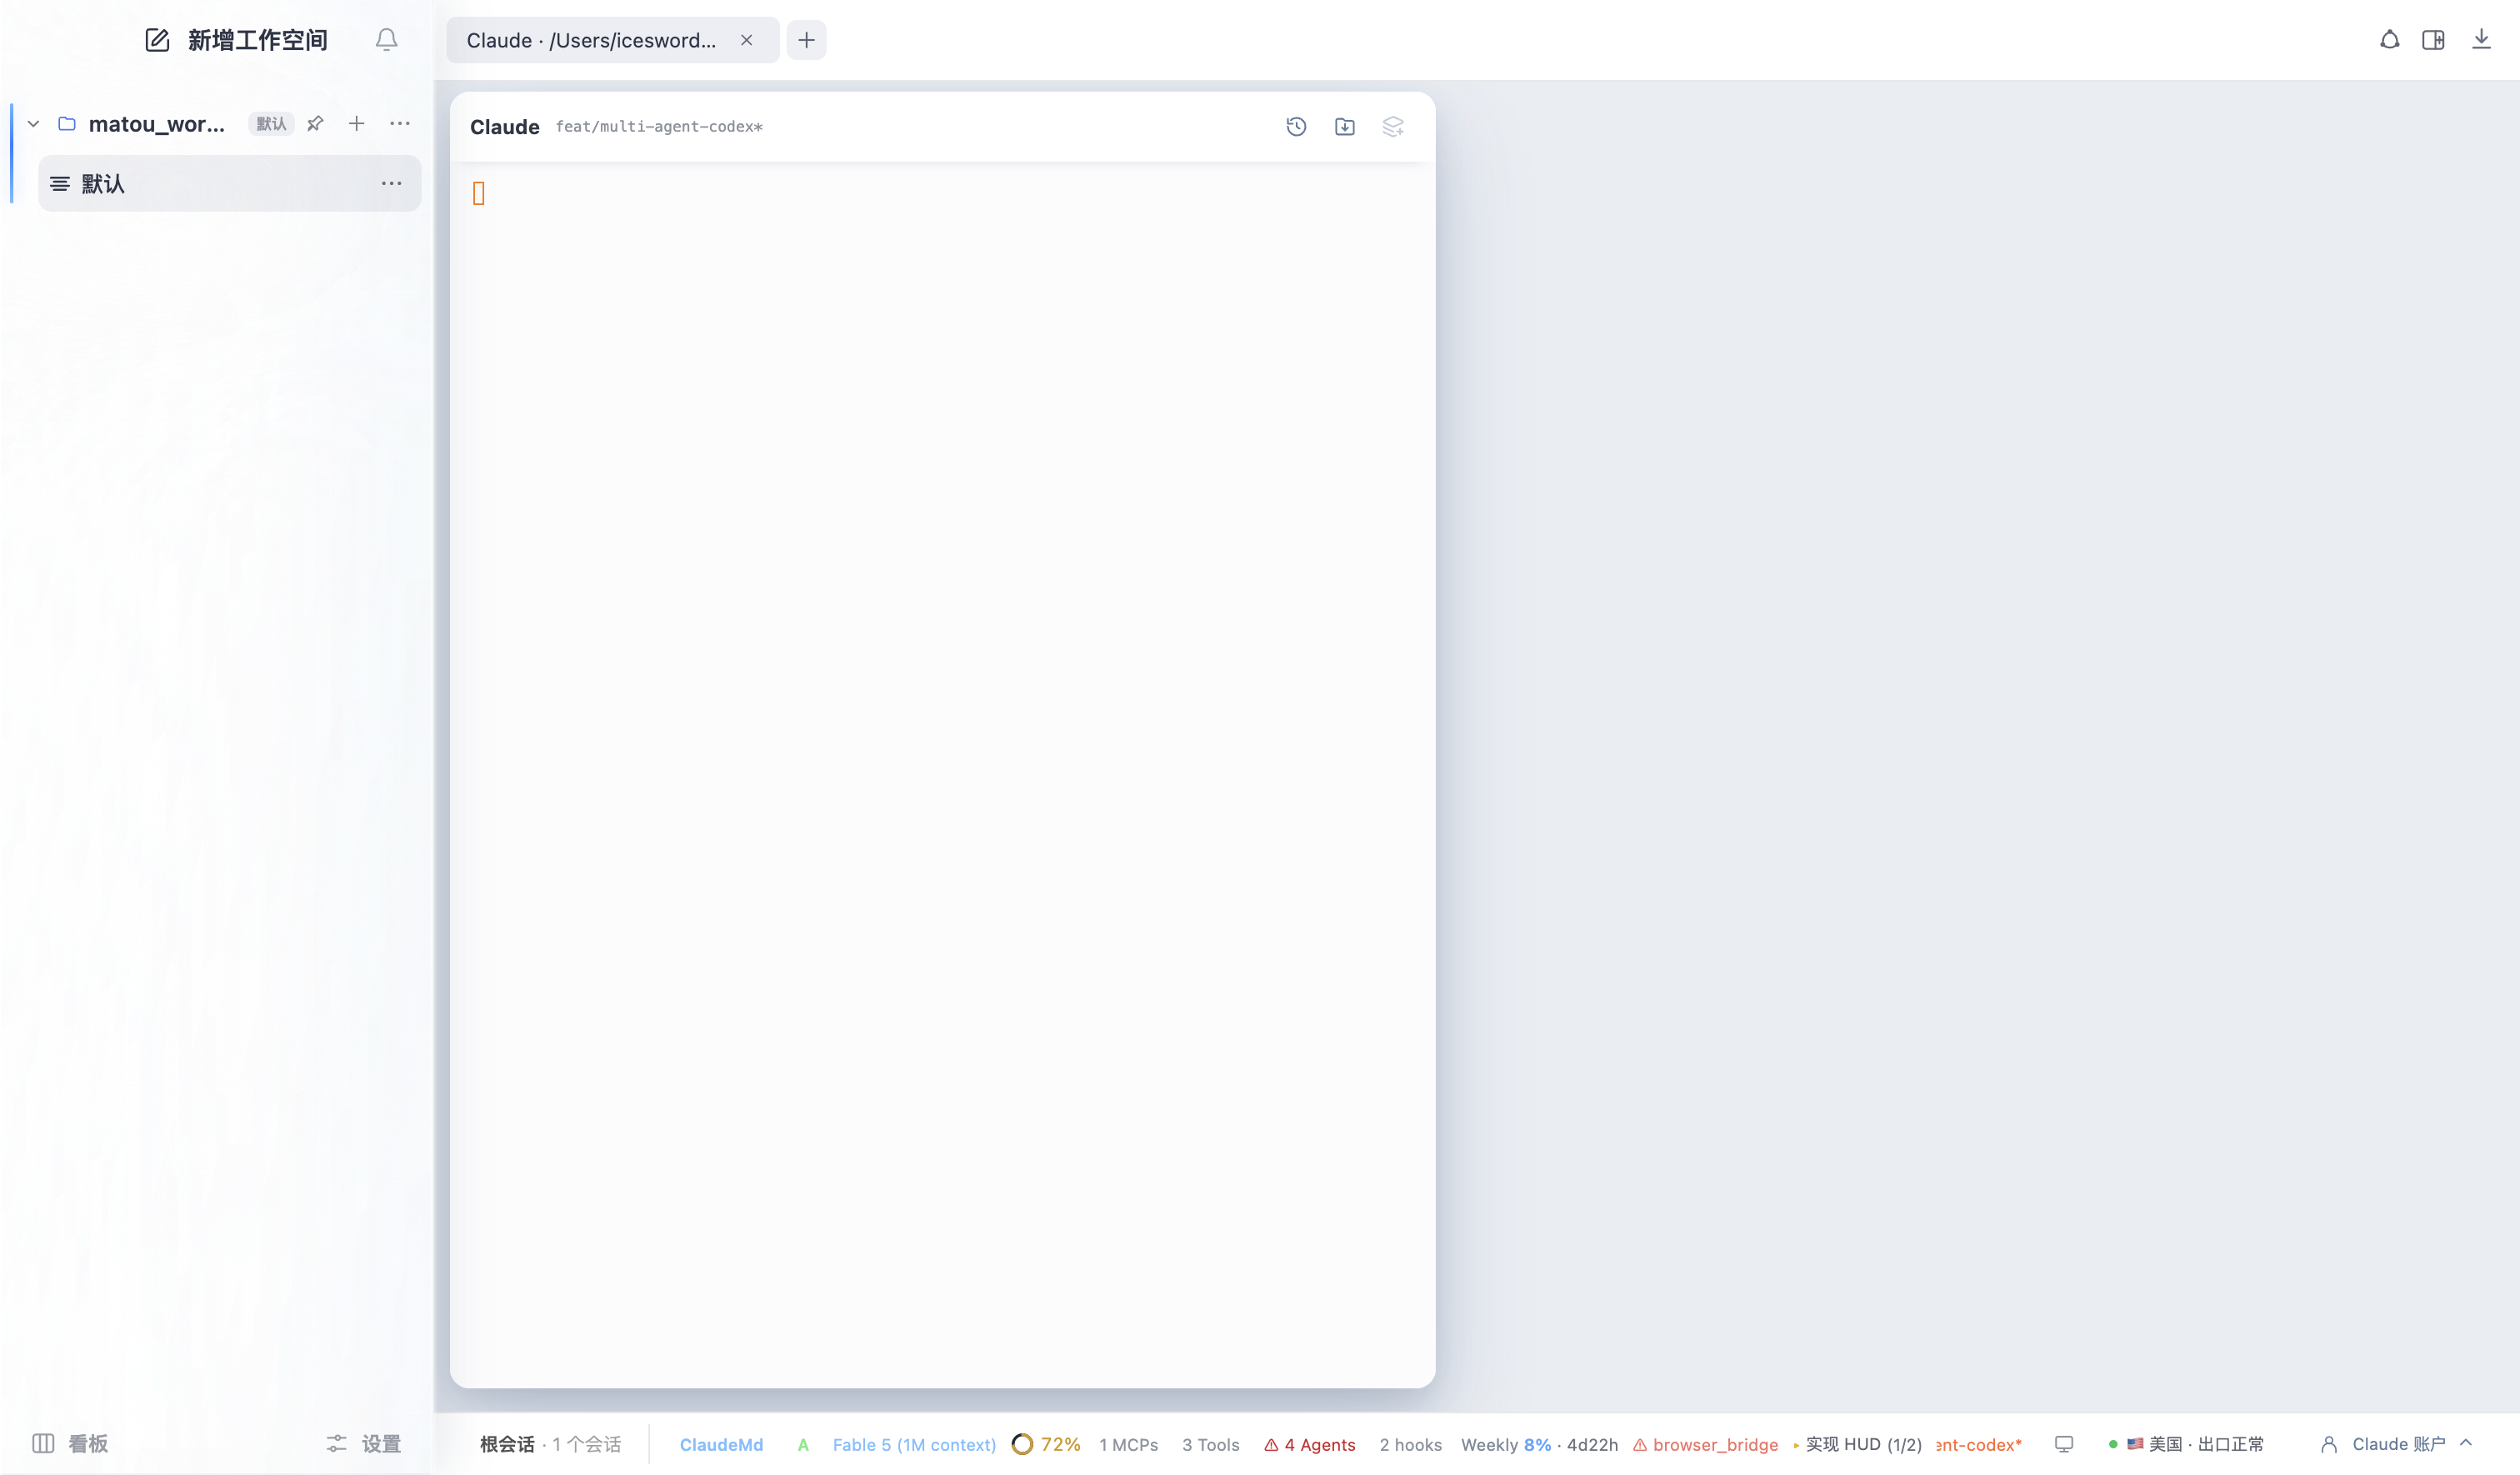 新增工作空间
Claude · /Users/icesword...
matou_wor... 默认
默认
Claude feat/multi-agent-codex*
看板 设置
根会话 · 1 个会话 ClaudeMd A Fable 5 (1M context) 72% 1 MCPs 3 Tools 4 Agents 2 hooks Weekly 8% · 4d22h browser_bridge ▸ 实现 HUD (1/2) ent-codex* 美国 · 出口正常 Claude 账户